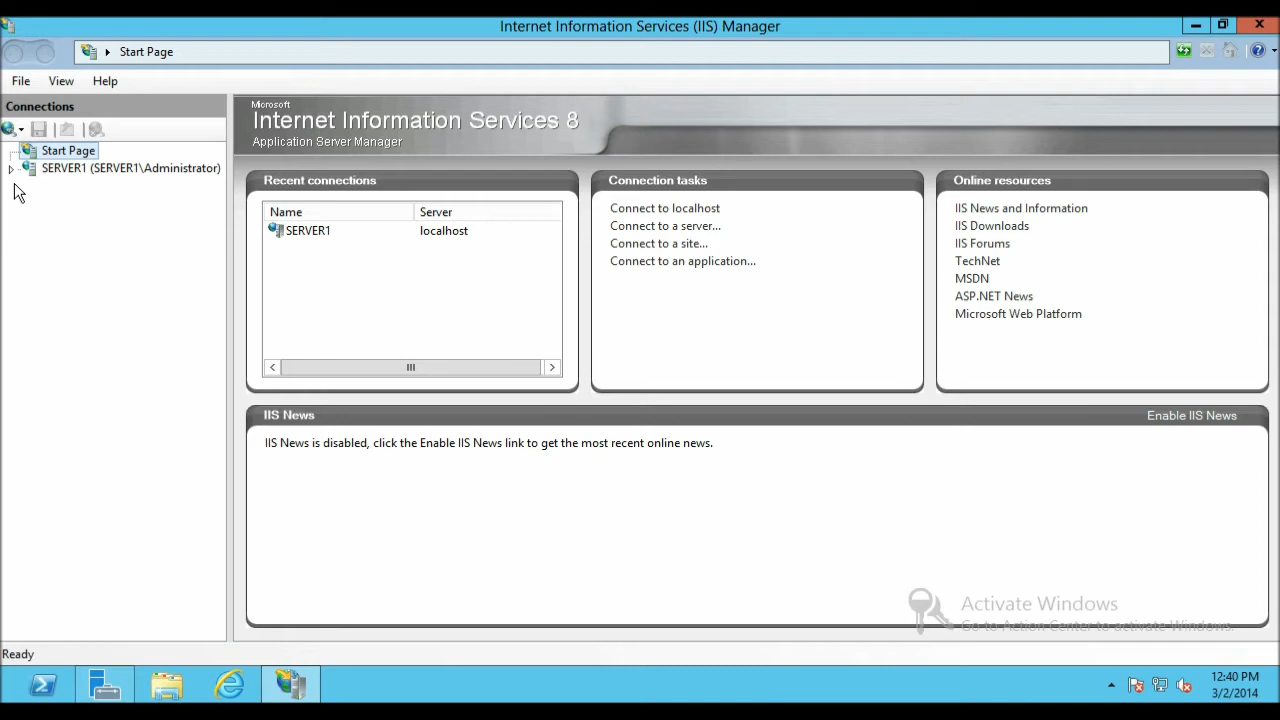 Internet Information Services (IIS) Manager
Start Page
File View Help
Connections
Start Page
SERVER1 (SERVER1\Administrator)
Microsoft
Internet Information Services 8
Application Server Manager
Recent connections
Name Server
SERVER1 localhost
Connection tasks
Connect to localhost
Connect to a server...
Connect to a site...
Connect to an application...
Online resources
IIS News and Information
IIS Downloads
IIS Forums
TechNet
MSDN
ASP.NET News
Microsoft Web Platform
IIS News Enable IIS News
IIS News is disabled, click the Enable IIS News link to get the most recent online news.
Activate Windows
Go to Action Center to activate Windows.
Ready
12:40 PM
3/2/2014